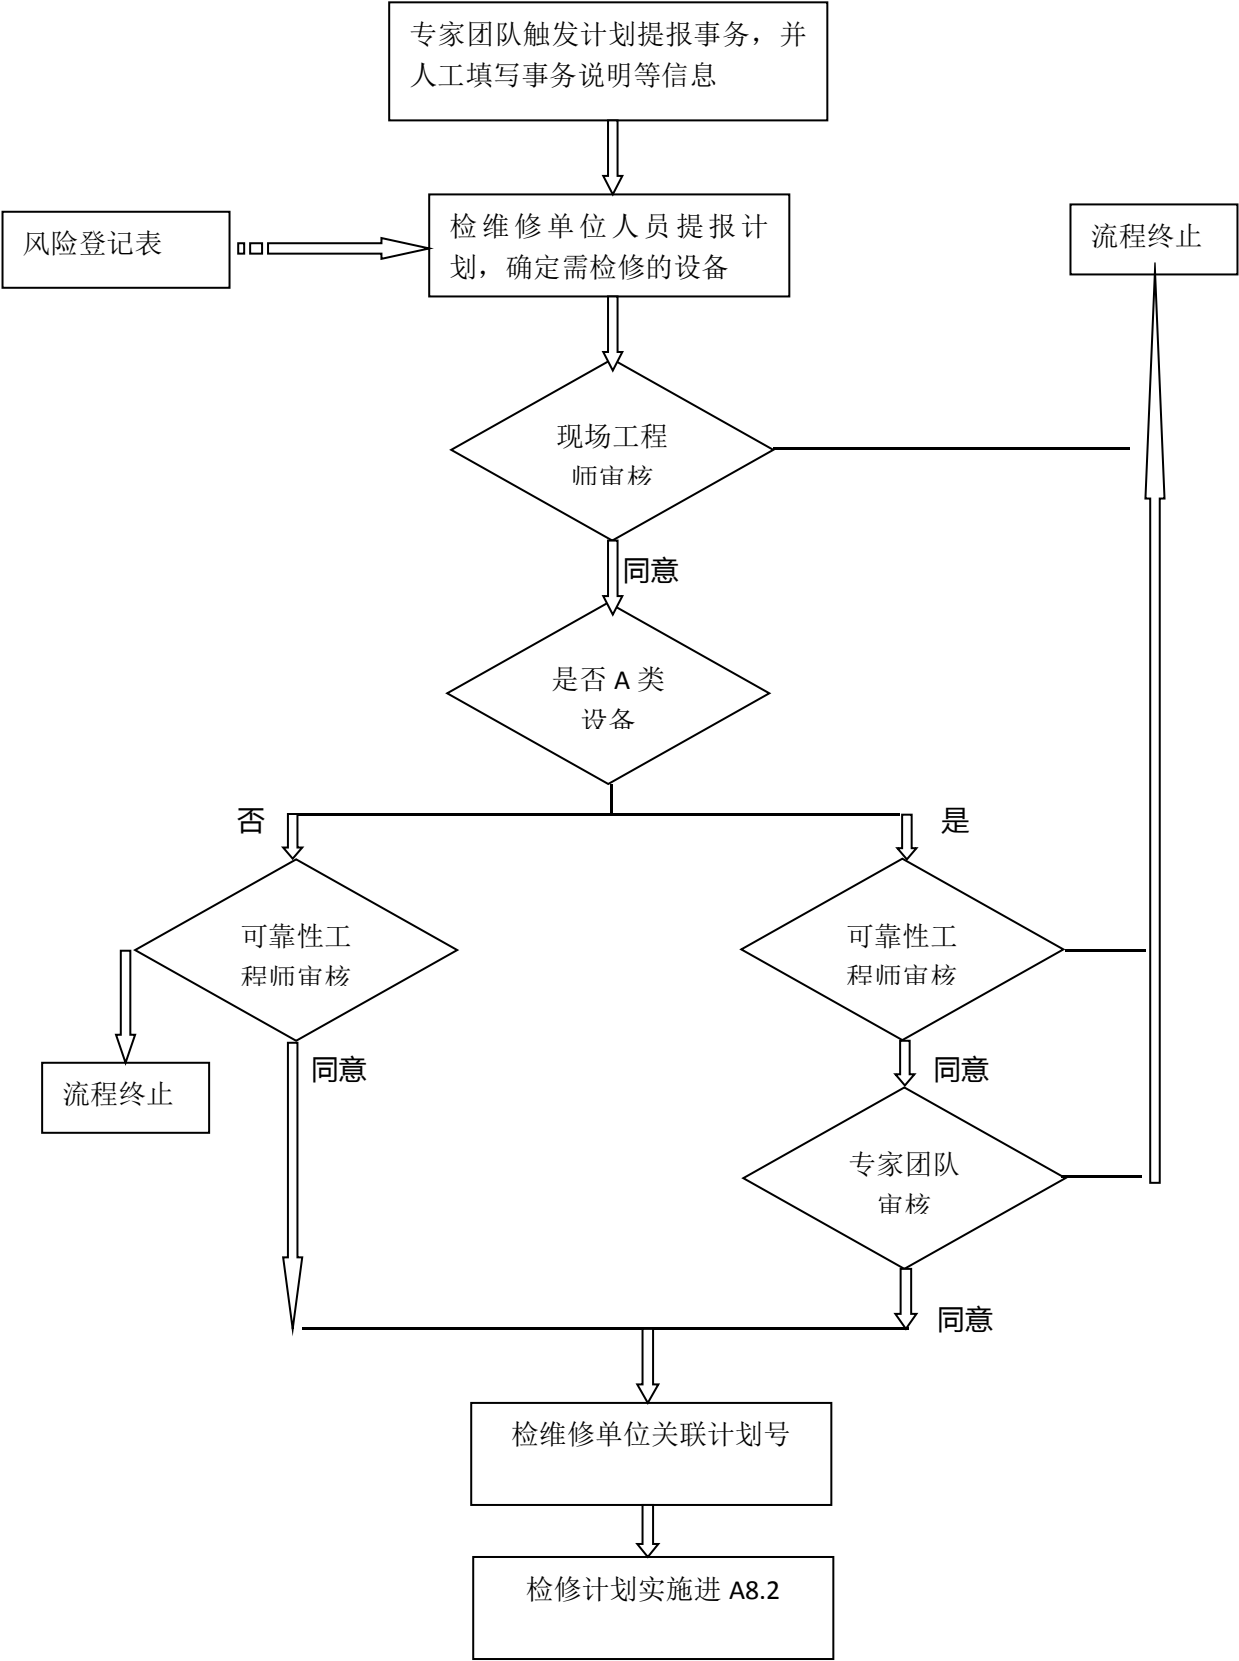 专家团队触发计划提报事务，并
人工填写事务说明等信息
风险登记表
检维修单位人员提报计
划，确定需检修的设备
流程终止
现场工程
师审核
同意
是否 A 类
设备
否
是
可靠性工
程师审核
可靠性工
程师审核
同意
同意
流程终止
专家团队
审核
同意
检维修单位关联计划号
检修计划实施进 A8.2